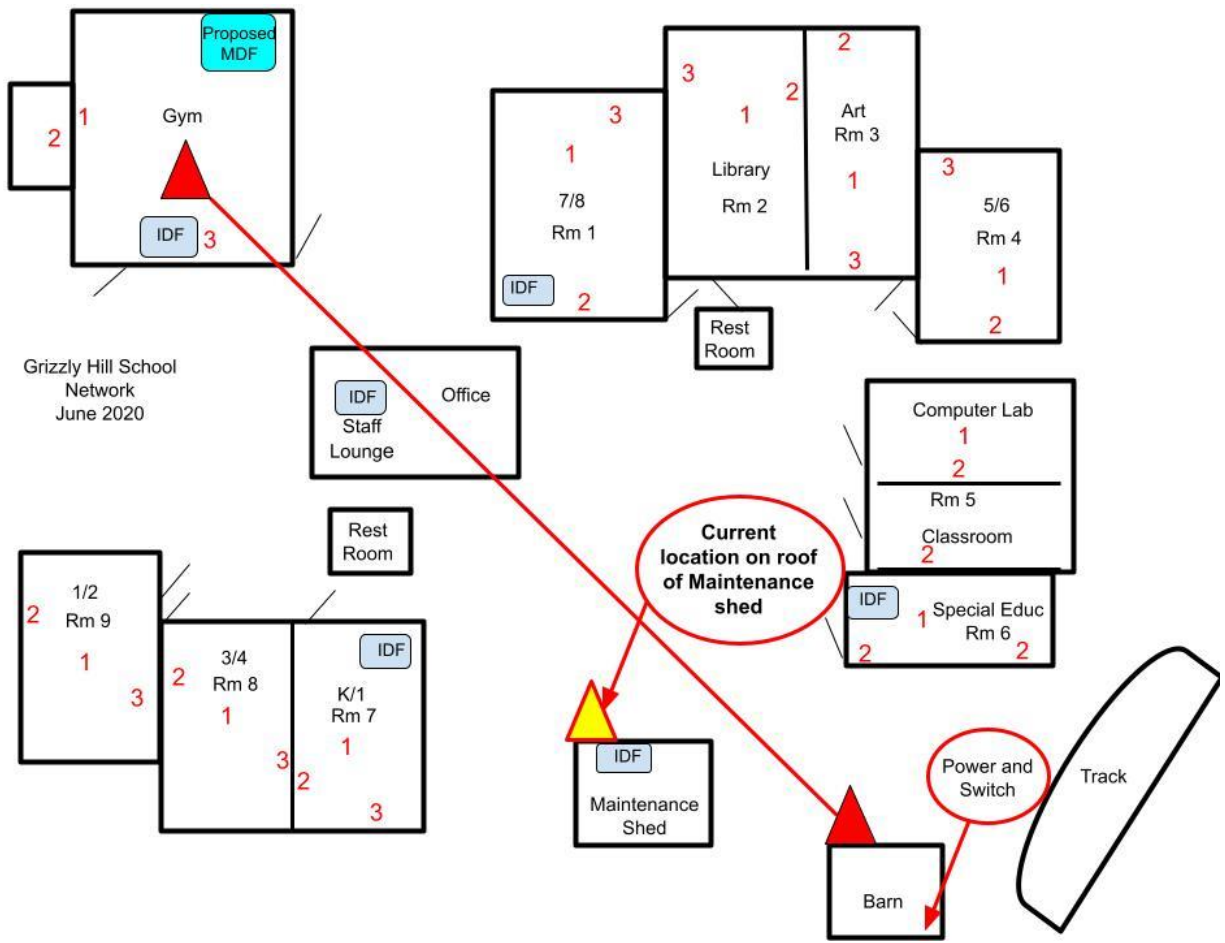 Proposed
MDF
1
2
Gym
IDF
3
3
1
7/8
Rm 1
IDF
2
3
2
1
Library
Rm 2
2
Art
Rm 3
1
3
3
5/6
Rm 4
1
2
Rest
Room
Grizzly Hill School
Network
June 2020
IDF
Office
Staff
Lounge
Computer Lab
1
2
Rm 5
Classroom
2
IDF
1
Special Educ
Rm 6
2
2
Rest
Room
Current
location on roof
of Maintenance
shed
1/2
Rm 9
2
1
3
3/4
Rm 8
2
1
3
IDF
K/1
Rm 7
1
2
3
IDF
Maintenance
Shed
Power and
Switch
Track
Barn